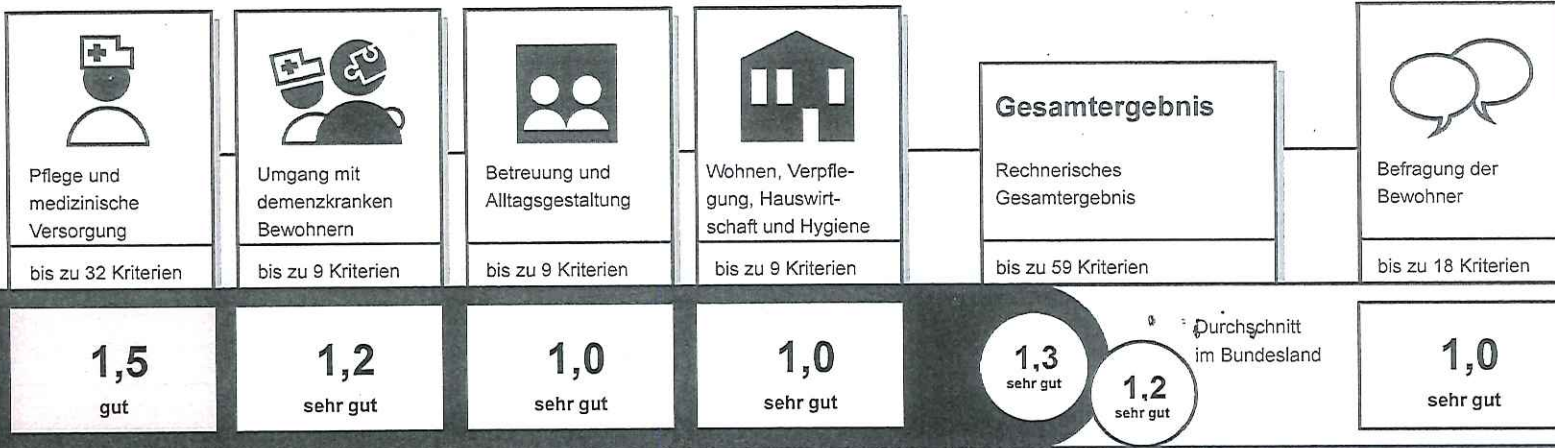 Pflege und
medizinische
Versorgung
bis zu 32 Kriterien
1,5
gut
Umgang mit
demenzkranken
Bewohnern
bis zu 9 Kriterien
1,2
sehr gut
Betreuung und
Alltagsgestaltung
bis zu 9 Kriterien
1,0
sehr gut
Wohnen, Verpfle-
gung, Hauswirt-
schaft und Hygiene
bis zu 9 Kriterien
1,0
sehr gut
Gesamtergebnis
Rechnerisches
Gesamtergebnis
bis zu 59 Kriterien
1,3
sehr gut
1,2
sehr gut
Durchschnitt
im Bundesland
Befragung der
Bewohner
bis zu 18 Kriterien
1,0
sehr gut